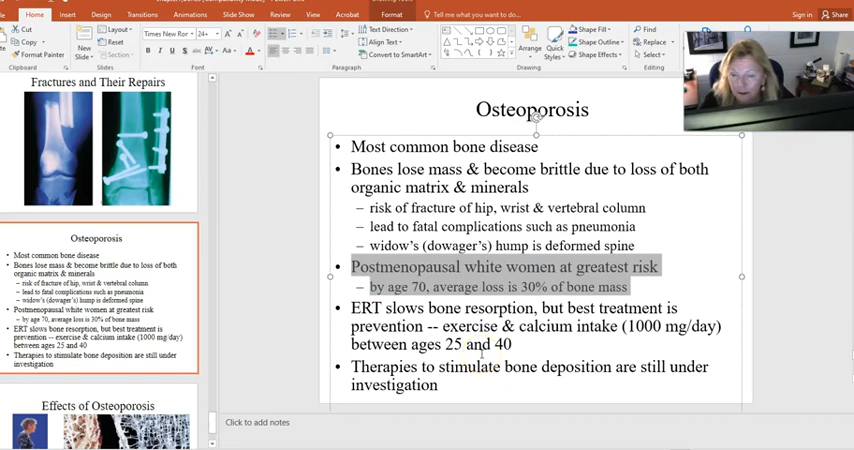 Home
Insert
Design
Transitions
Animations
Slide Show
Review
View
Acrobat
Format
Tell me what you want to do...
Sign in
Share
Cut
Copy
Format Painter
Clipboard
New
Slide
Layout
Reset
Section
Slides
Times New Ror
24
Font
Paragraph
Text Direction
Align Text
Convert to SmartArt
Arrange
Quick
Styles
Shape Fill
Shape Outline
Shape Effects
Drawing
Find
Replace
Select
Editing
Fractures and Their Repairs
Osteoporosis
• Most common bone disease
• Bones lose mass & become brittle due to loss of both
organic matrix & minerals
– risk of fracture of hip, wrist & vertebral column
– lead to fatal complications such as pneumonia
– widow's (dowager's) hump is deformed spine
• Postmenopausal white women at greatest risk
– by age 70, average loss is 30% of bone mass
• ERT slows bone resorption, but best treatment is
prevention -- exercise & calcium intake (1000 mg/day)
between ages 25 and 40
• Therapies to stimulate bone deposition are still under
investigation
Effects of Osteoporosis
Osteoporosis
• Most common bone disease
• Bones lose mass & become brittle due to loss of both
organic matrix & minerals
– risk of fracture of hip, wrist & vertebral column
– lead to fatal complications such as pneumonia
– widow's (dowager's) hump is deformed spine
• Postmenopausal white women at greatest risk
– by age 70, average loss is 30% of bone mass
• ERT slows bone resorption, but best treatment is
prevention -- exercise & calcium intake (1000 mg/day)
between ages 25 and 40
• Therapies to stimulate bone deposition are still under
investigation
Click to add notes